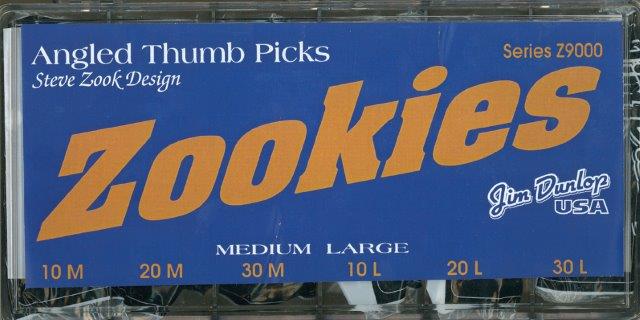 Angled Thumb Picks
Series Z9000
Steve Zook Design
Zookies
Jim Dunlop
USA
MEDIUM LARGE
10 M 20 M 30 M 10 L 20 L 30 L